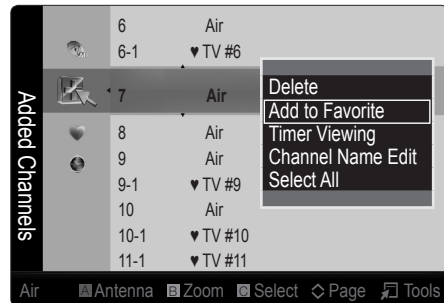 Added Channels
6 Air
6-1 ♥ TV #6
7 Air
8 Air
9 Air
9-1 ♥ TV #9
10 Air
10-1 ♥ TV #10
11-1 ♥ TV #11
Delete
Add to Favorite
Timer Viewing
Channel Name Edit
Select All
Air A Antenna B Zoom C Select Page Tools